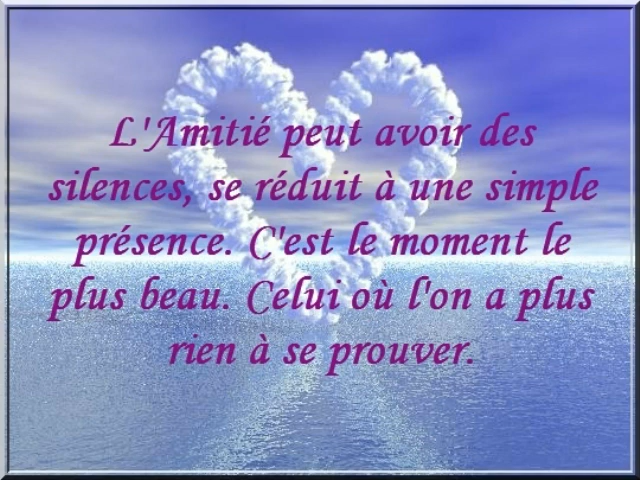 L'Amitié peut avoir des
silences, se réduit à une simple
présence. C'est le moment le
plus beau. Celui où l'on a plus
rien à se prouver.